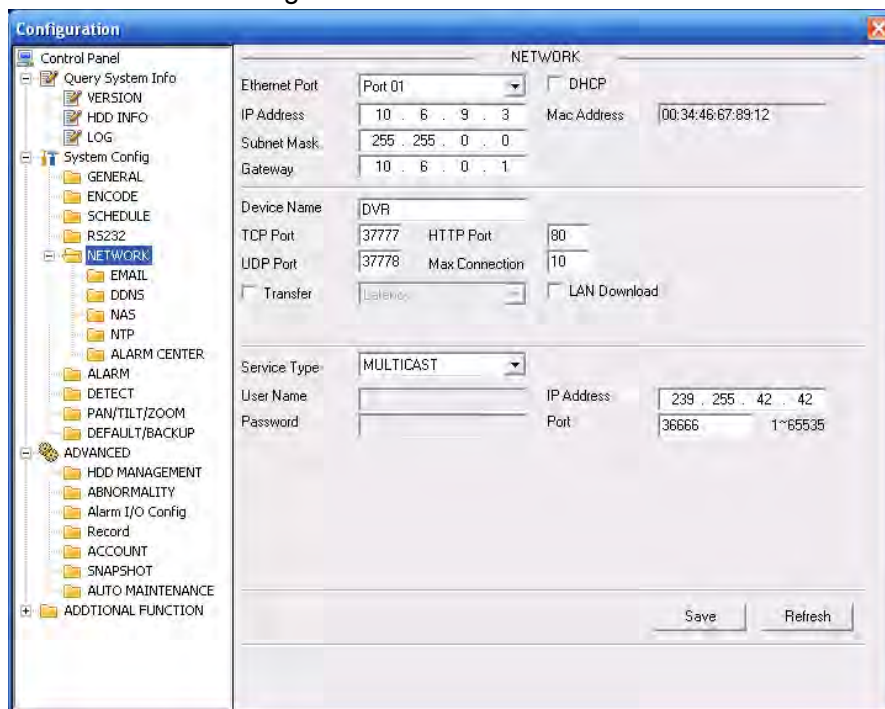 Configuration
Control Panel
Query System Info
VERSION
HDD INFO
LOG
System Config
GENERAL
ENCODE
SCHEDULE
RS232
NETWORK
EMAIL
DDNS
NAS
NTP
ALARM CENTER
ALARM
DETECT
PAN/TILT/ZOOM
DEFAULT/BACKUP
ADVANCED
HDD MANAGEMENT
ABNORMALITY
Alarm I/O Config
Record
ACCOUNT
SNAPSHOT
AUTO MAINTENANCE
ADDTIONAL FUNCTION
NETWORK
Ethernet Port Port 01 DHCP
IP Address 10 . 6 . 9 . 3 Mac Address 00:34:46:67:89:12
Subnet Mask 255 . 255 . 0 . 0
Gateway 10 . 6 . 0 . 1
Device Name DVR
TCP Port 37777 HTTP Port 80
UDP Port 37778 Max Connection 10
Transfer LAN Download
Service Type MULTICAST
User Name IP Address 239 . 255 . 42 . 42
Password Port 36666 1~65535
Save Refresh